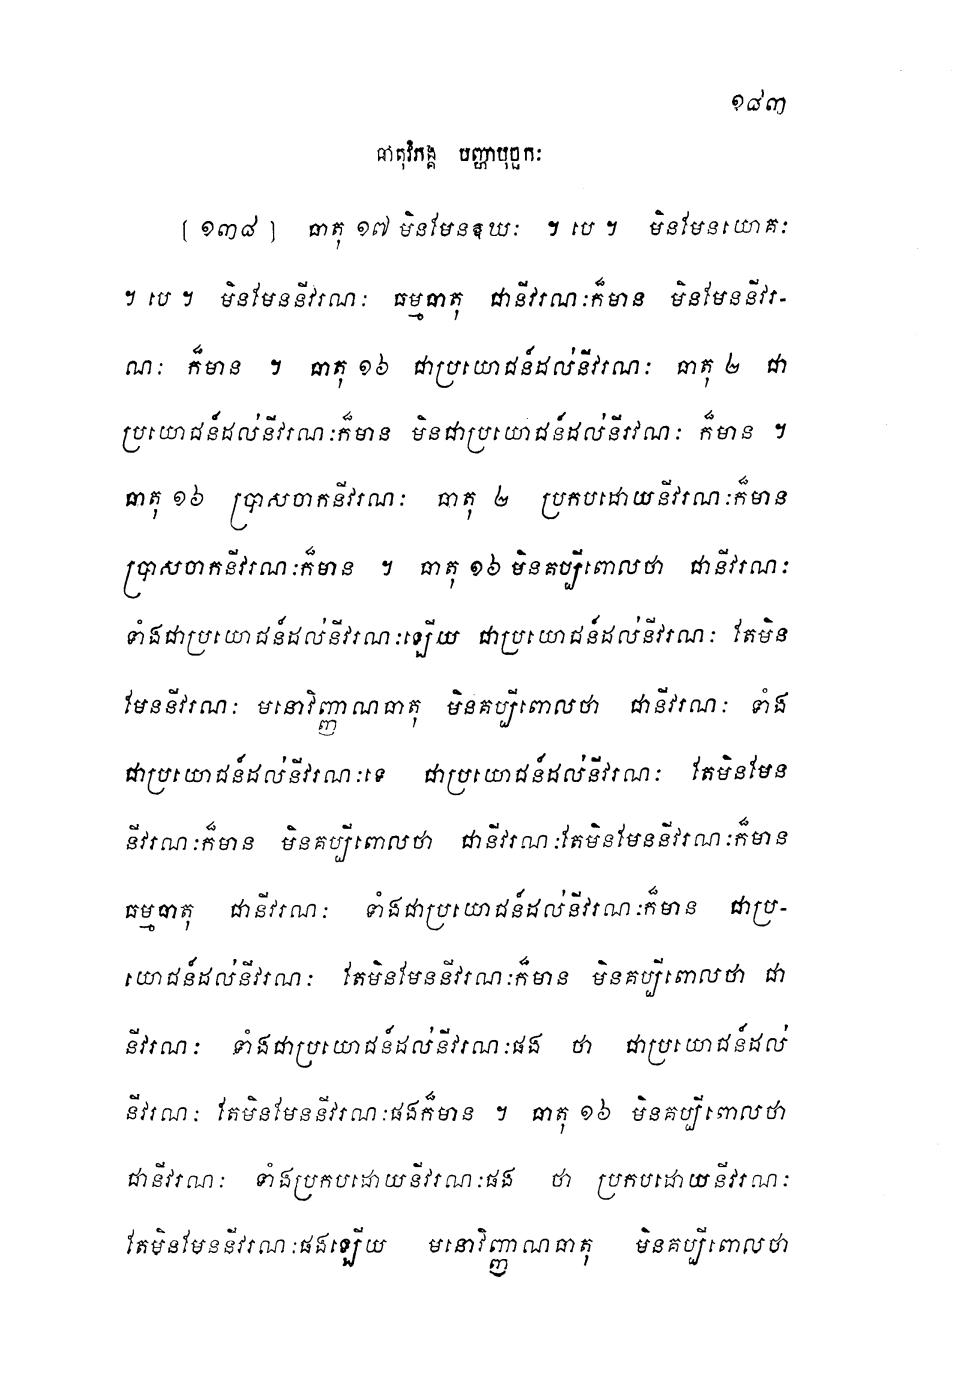 ១៨៣
ធាតុវិភង្គ បញ្ហាបុច្ឆកៈ
[ ១៣៨ ] ធាតុ ១៧ មិនមែនឱឃៈ ។ បេ ។ មិនមែនយោគៈ
។ បេ ។ មិនមែននីវរណៈ ធម្មធាតុ ជានីវរណៈក៏មាន មិនមែននីវរ-
ណៈ ក៏មាន ។ ធាតុ ១៦ ជាប្រយោជន៍ដល់នីវរណៈ ធាតុ ២ ជា
ប្រយោជន៍ដល់នីវរណៈក៏មាន មិនជាប្រយោជន៍ដល់នីវរណៈ ក៏មាន ។
ធាតុ ១៦ ប្រាសចាកនីវរណៈ ធាតុ ២ ប្រកបដោយនីវរណៈក៏មាន
ប្រាសចាកនីវរណៈក៏មាន ។ ធាតុ ១៦ មិនគប្បីពោលថា ជានីវរណៈ
ទាំងជាប្រយោជន៍ដល់នីវរណៈឡើយ ជាប្រយោជន៍ដល់នីវរណៈ តែមិន
មែននីវរណៈ មនោវិញ្ញាណធាតុ មិនគប្បីពោលថា ជានីវរណៈ ទាំង
ជាប្រយោជន៍ដល់នីវរណៈទេ ជាប្រយោជន៍ដល់នីវរណៈ តែមិនមែន
នីវរណៈក៏មាន មិនគប្បីពោលថា ជានីវរណៈតែមិនមែននីវរណៈក៏មាន
ធម្មធាតុ ជានីវរណៈ ទាំងជាប្រយោជន៍ដល់នីវរណៈក៏មាន ជាប្រ-
យោជន៍ដល់នីវរណៈ តែមិនមែននីវរណៈក៏មាន មិនគប្បីពោលថា ជា
នីវរណៈ ទាំងជាប្រយោជន៍ដល់នីវរណៈផង ថា ជាប្រយោជន៍ដល់
នីវរណៈ តែមិនមែននីវរណៈផងក៏មាន ។ ធាតុ ១៦ មិនគប្បីពោលថា
ជានីវរណៈ ទាំងប្រកបដោយនីវរណៈផង ថា ប្រកបដោយនីវរណៈ
តែមិនមែននីវរណៈផងឡើយ មនោវិញ្ញាណធាតុ មិនគប្បីពោលថា